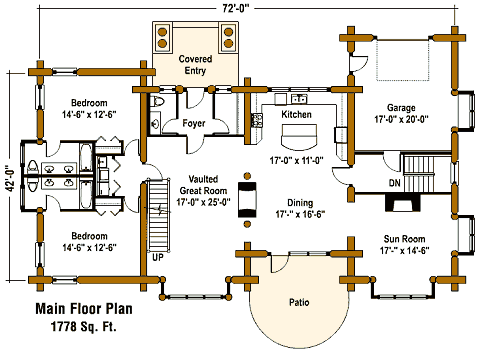 72'-0"
Covered
Entry
Bedroom
14'-6" x 12'-6"
Foyer
Kitchen
17'-0" x 11'-0"
Garage
17'-0" x 20'-0"
42'-0"
Vaulted
Great Room
17'-0" x 25'-0"
DN
Dining
17'-" x 16'-6"
Bedroom
14'-6" x 12'-6"
UP
Sun Room
17'-" x 14'-6"
Patio
Main Floor Plan
1778 Sq. Ft.